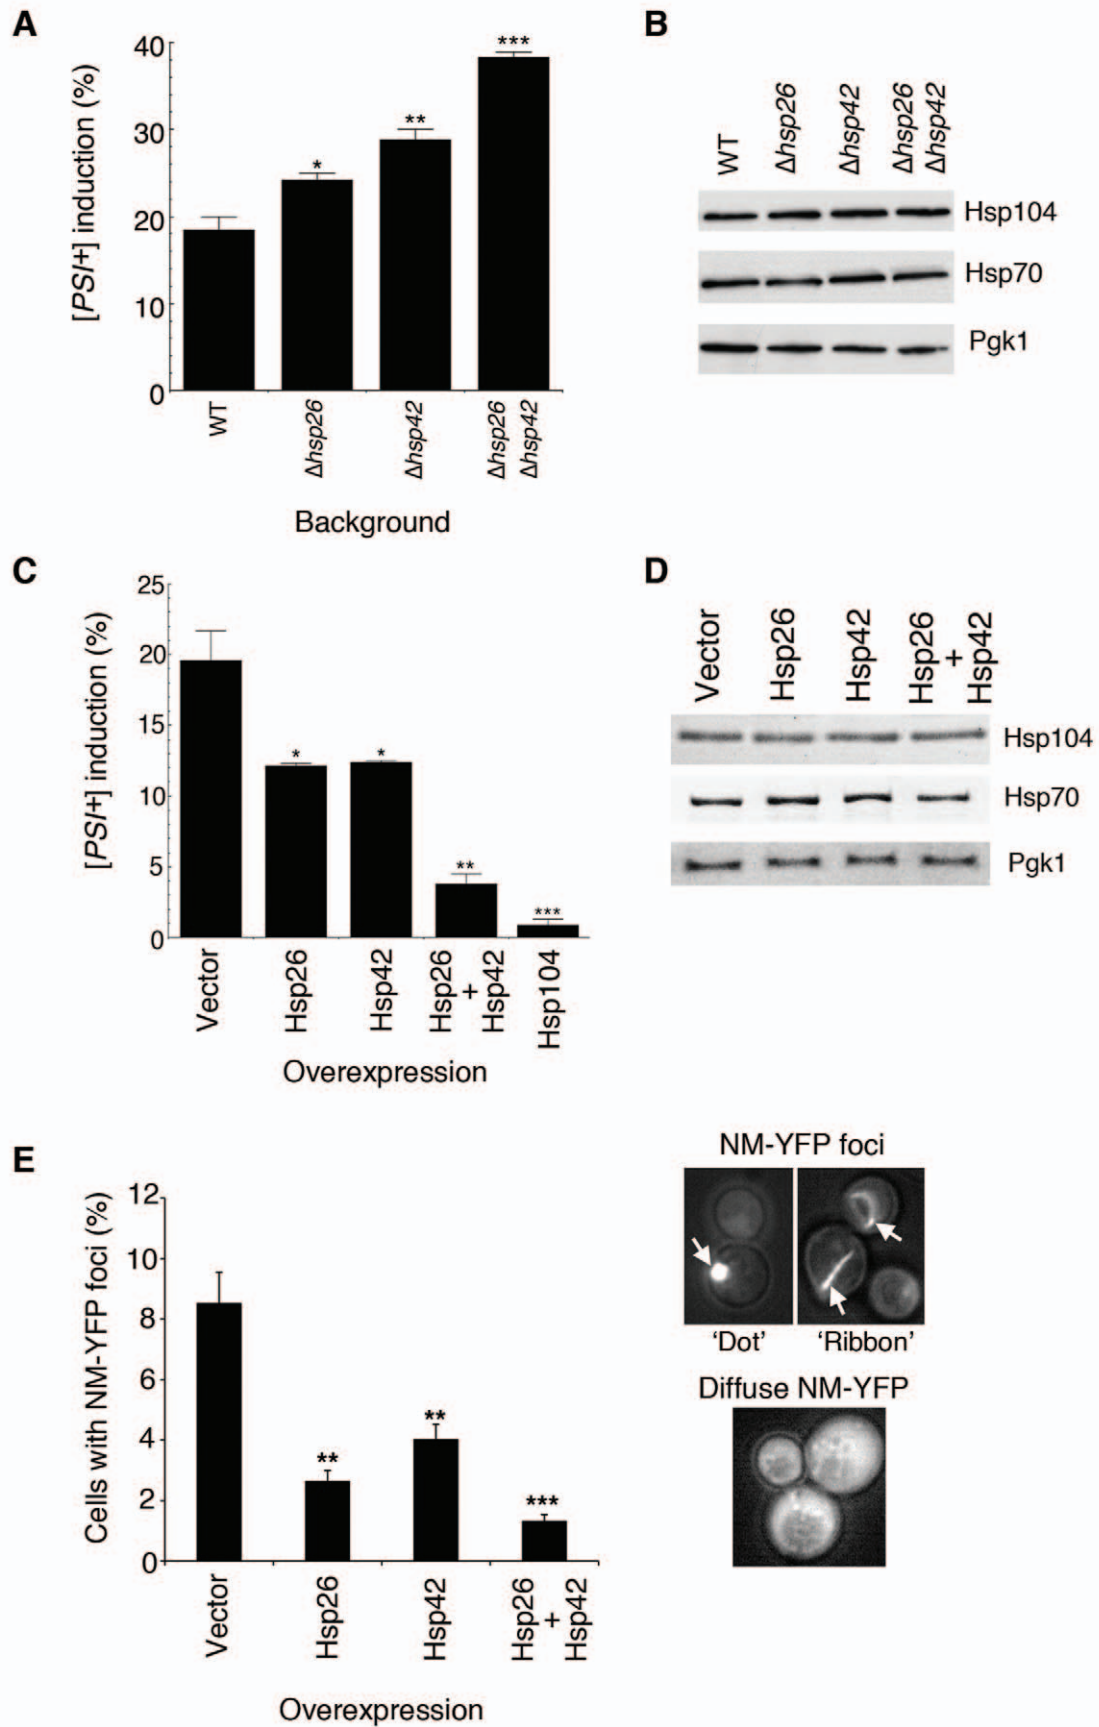 A
[PSI+] induction (%)
40
30
20
10
0
*
**
***
WT
Δhsp26
Δhsp42
Δhsp26
Δhsp42
Background
B
WT
Δhsp26
Δhsp42
Δhsp26
Δhsp42
Hsp104
Hsp70
Pgk1
C
[PSI+] induction (%)
25
20
15
10
5
0
*
*
**
***
Vector
Hsp26
Hsp42
Hsp26
+
Hsp42
Hsp104
Overexpression
D
Vector
Hsp26
Hsp42
Hsp26
+
Hsp42
Hsp104
Hsp70
Pgk1
E
Cells with NM-YFP foci (%)
12
10
8
6
4
2
0
**
**
***
Vector
Hsp26
Hsp42
Hsp26
+
Hsp42
Overexpression
NM-YFP foci
‘Dot’
‘Ribbon’
Diffuse NM-YFP